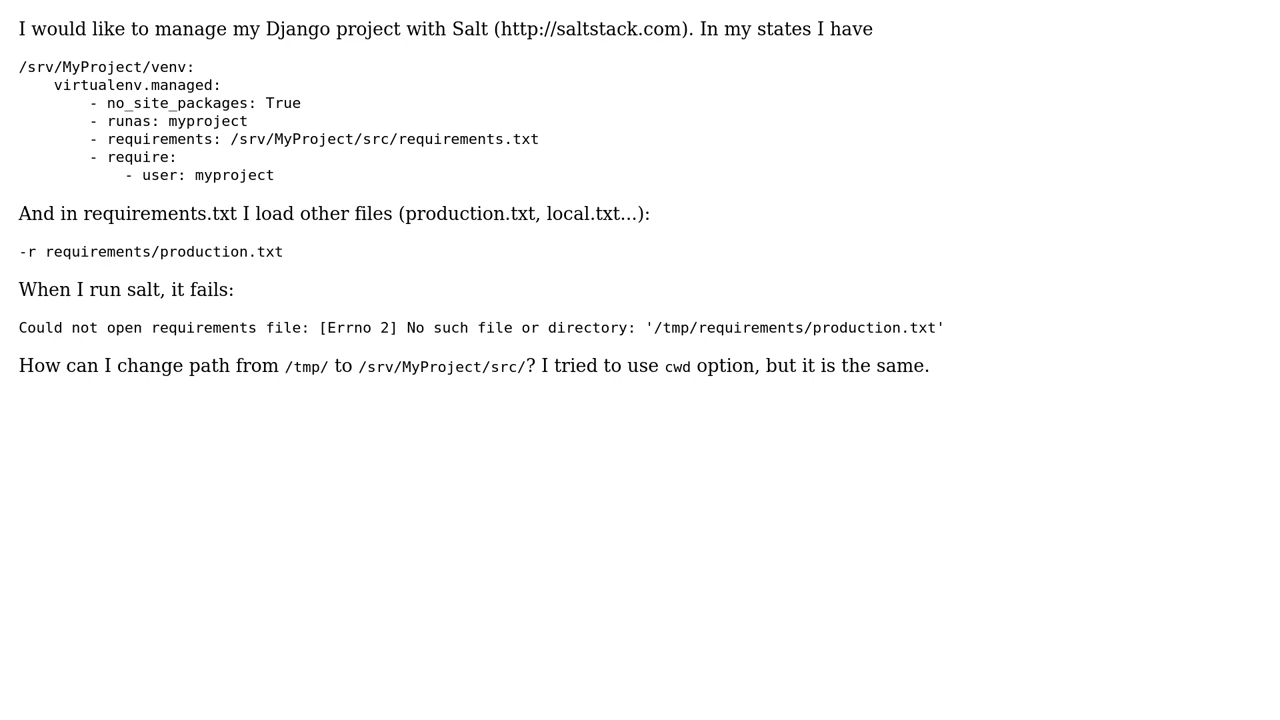 I would like to manage my Django project with Salt (http://saltstack.com). In my states I have
/srv/MyProject/venv:
    virtualenv.managed:
        - no_site_packages: True
        - runas: myproject
        - requirements: /srv/MyProject/src/requirements.txt
        - require:
            - user: myproject
And in requirements.txt I load other files (production.txt, local.txt...):
-r requirements/production.txt
When I run salt, it fails:
Could not open requirements file: [Errno 2] No such file or directory: '/tmp/requirements/production.txt'
How can I change path from /tmp/ to /srv/MyProject/src/? I tried to use cwd option, but it is the same.